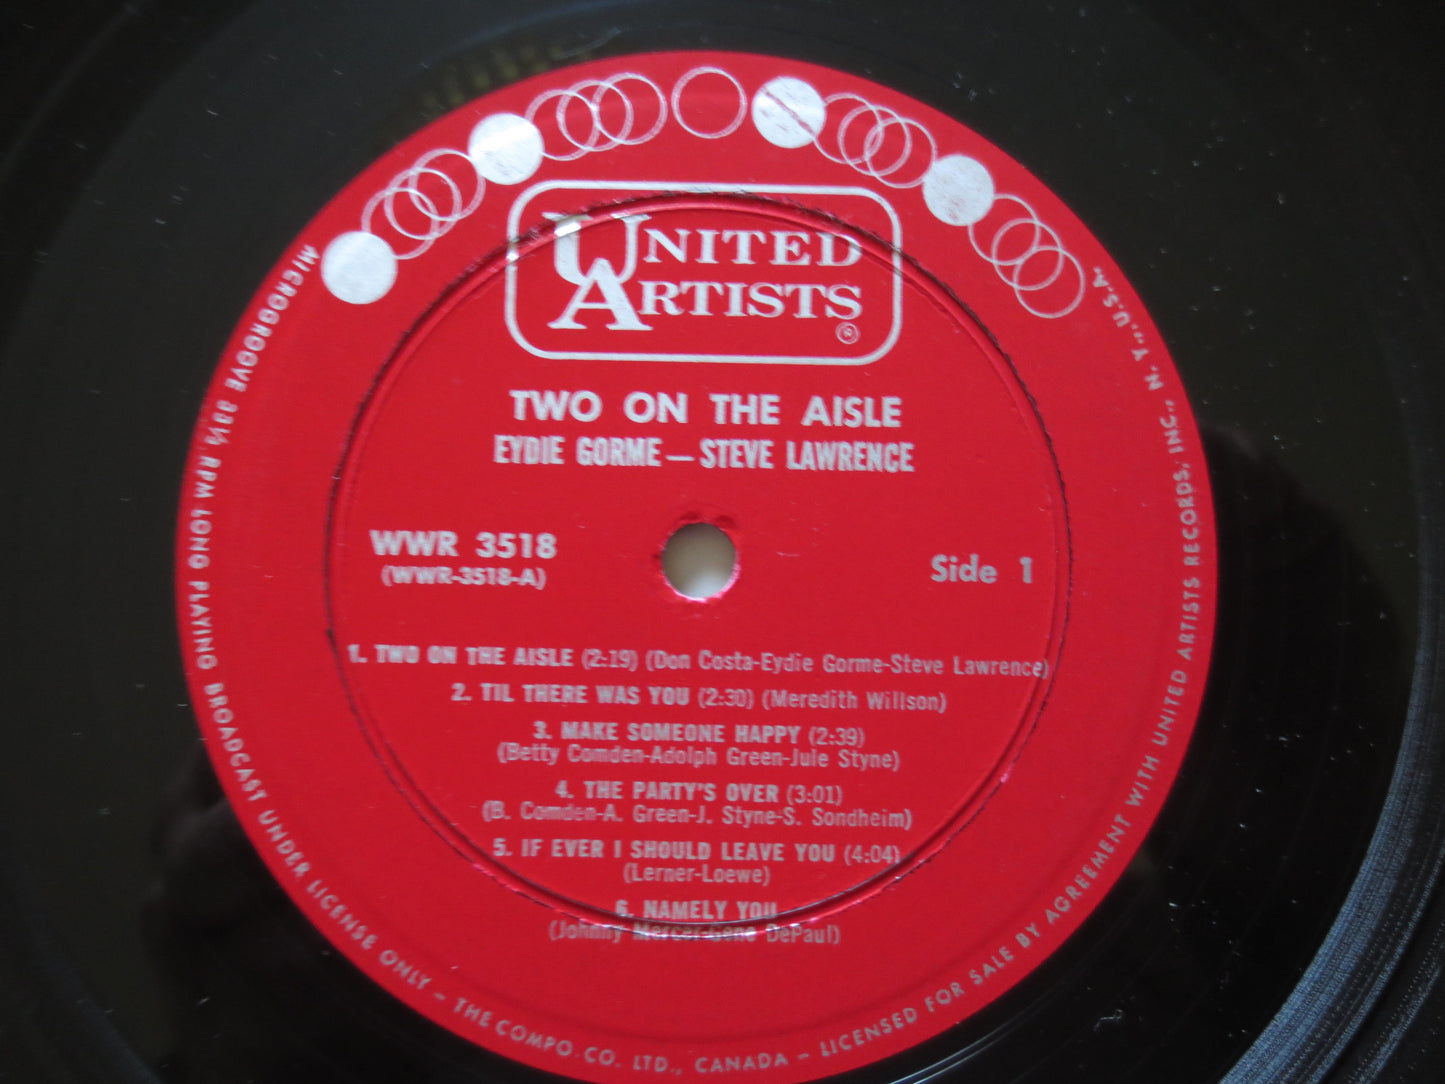 UNITED
ARTISTS
®
TWO ON THE AISLE
EYDIE GORME — STEVE LAWRENCE
WWR 3518
(WWR-3518-A)
Side 1
1. TWO ON THE AISLE (2:19) (Don Costa-Eydie Gorme-Steve Lawrence)
2. TIL THERE WAS YOU (2:30) (Meredith Willson)
3. MAKE SOMEONE HAPPY (2:39)
(Betty Comden-Adolph Green-Jule Styne)
4. THE PARTY'S OVER (3:01)
(B. Comden-A. Green-J. Styne-S. Sondheim)
5. IF EVER I SHOULD LEAVE YOU (4:04)
(Lerner-Loewe)
6. NAMELY YOU
(Johnny Mercer-Gene DePaul)
MICROGROOVE 33⅓ RPM LONG PLAYING BROADCAST UNDER LICENSE ONLY – THE COMPO CO. LTD., CANADA – LICENSED FOR SALE BY AGREEMENT WITH UNITED ARTISTS RECORDS, INC., N. Y., U.S.A.